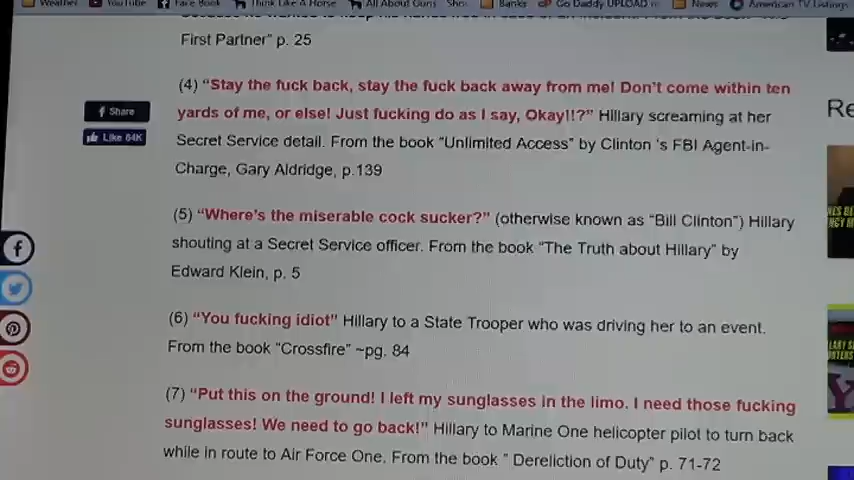 Weather
YouTube
Face Book
Think Like A Horse
All About Guns
Banks
Go Daddy UPLOAD
News
American TV Listings
First Partner” p. 25
(4) “Stay the fuck back, stay the fuck back away from me! Don’t come within ten
yards of me, or else! Just fucking do as I say, Okay!!?” Hillary screaming at her
Secret Service detail. From the book “Unlimited Access” by Clinton ‘s FBI Agent-in-
Charge, Gary Aldridge, p.139
Share
Like 64K
(5) “Where’s the miserable cock sucker?” (otherwise known as “Bill Clinton”) Hillary
shouting at a Secret Service officer. From the book “The Truth about Hillary” by
Edward Klein, p. 5
(6) “You fucking idiot” Hillary to a State Trooper who was driving her to an event.
From the book “Crossfire” ~pg. 84
(7) “Put this on the ground! I left my sunglasses in the limo. I need those fucking
sunglasses! We need to go back!” Hillary to Marine One helicopter pilot to turn back
while in route to Air Force One. From the book ” Dereliction of Duty” p. 71-72
Re